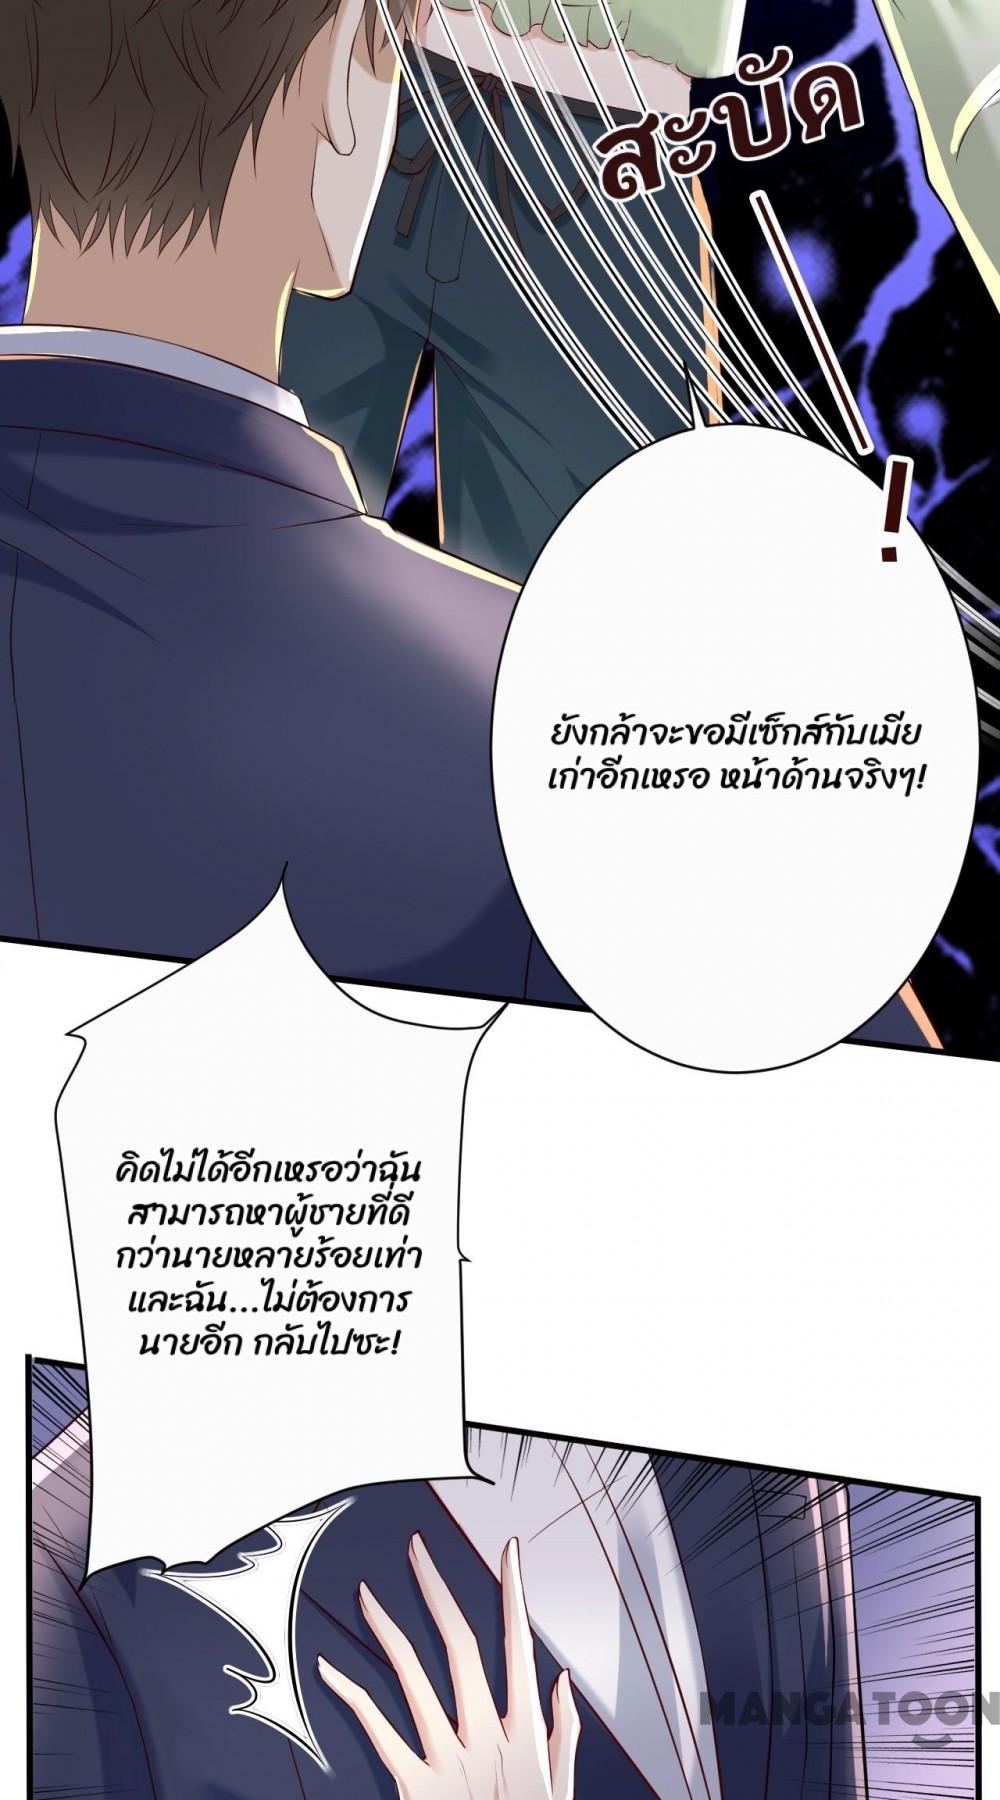 สะบัด
!
ยังกล้าจะขอมีเซ็กส์กับเมีย
เก่าอีกเหรอ หน้าด้านจริงๆ!
คิดไม่ได้อีกเหรอว่าฉัน
สามารถหาผู้ชายที่ดี
กว่านายหลายร้อยเท่า
และฉัน...ไม่ต้องการ
นายอีก กลับไปซะ!
MANGATOON